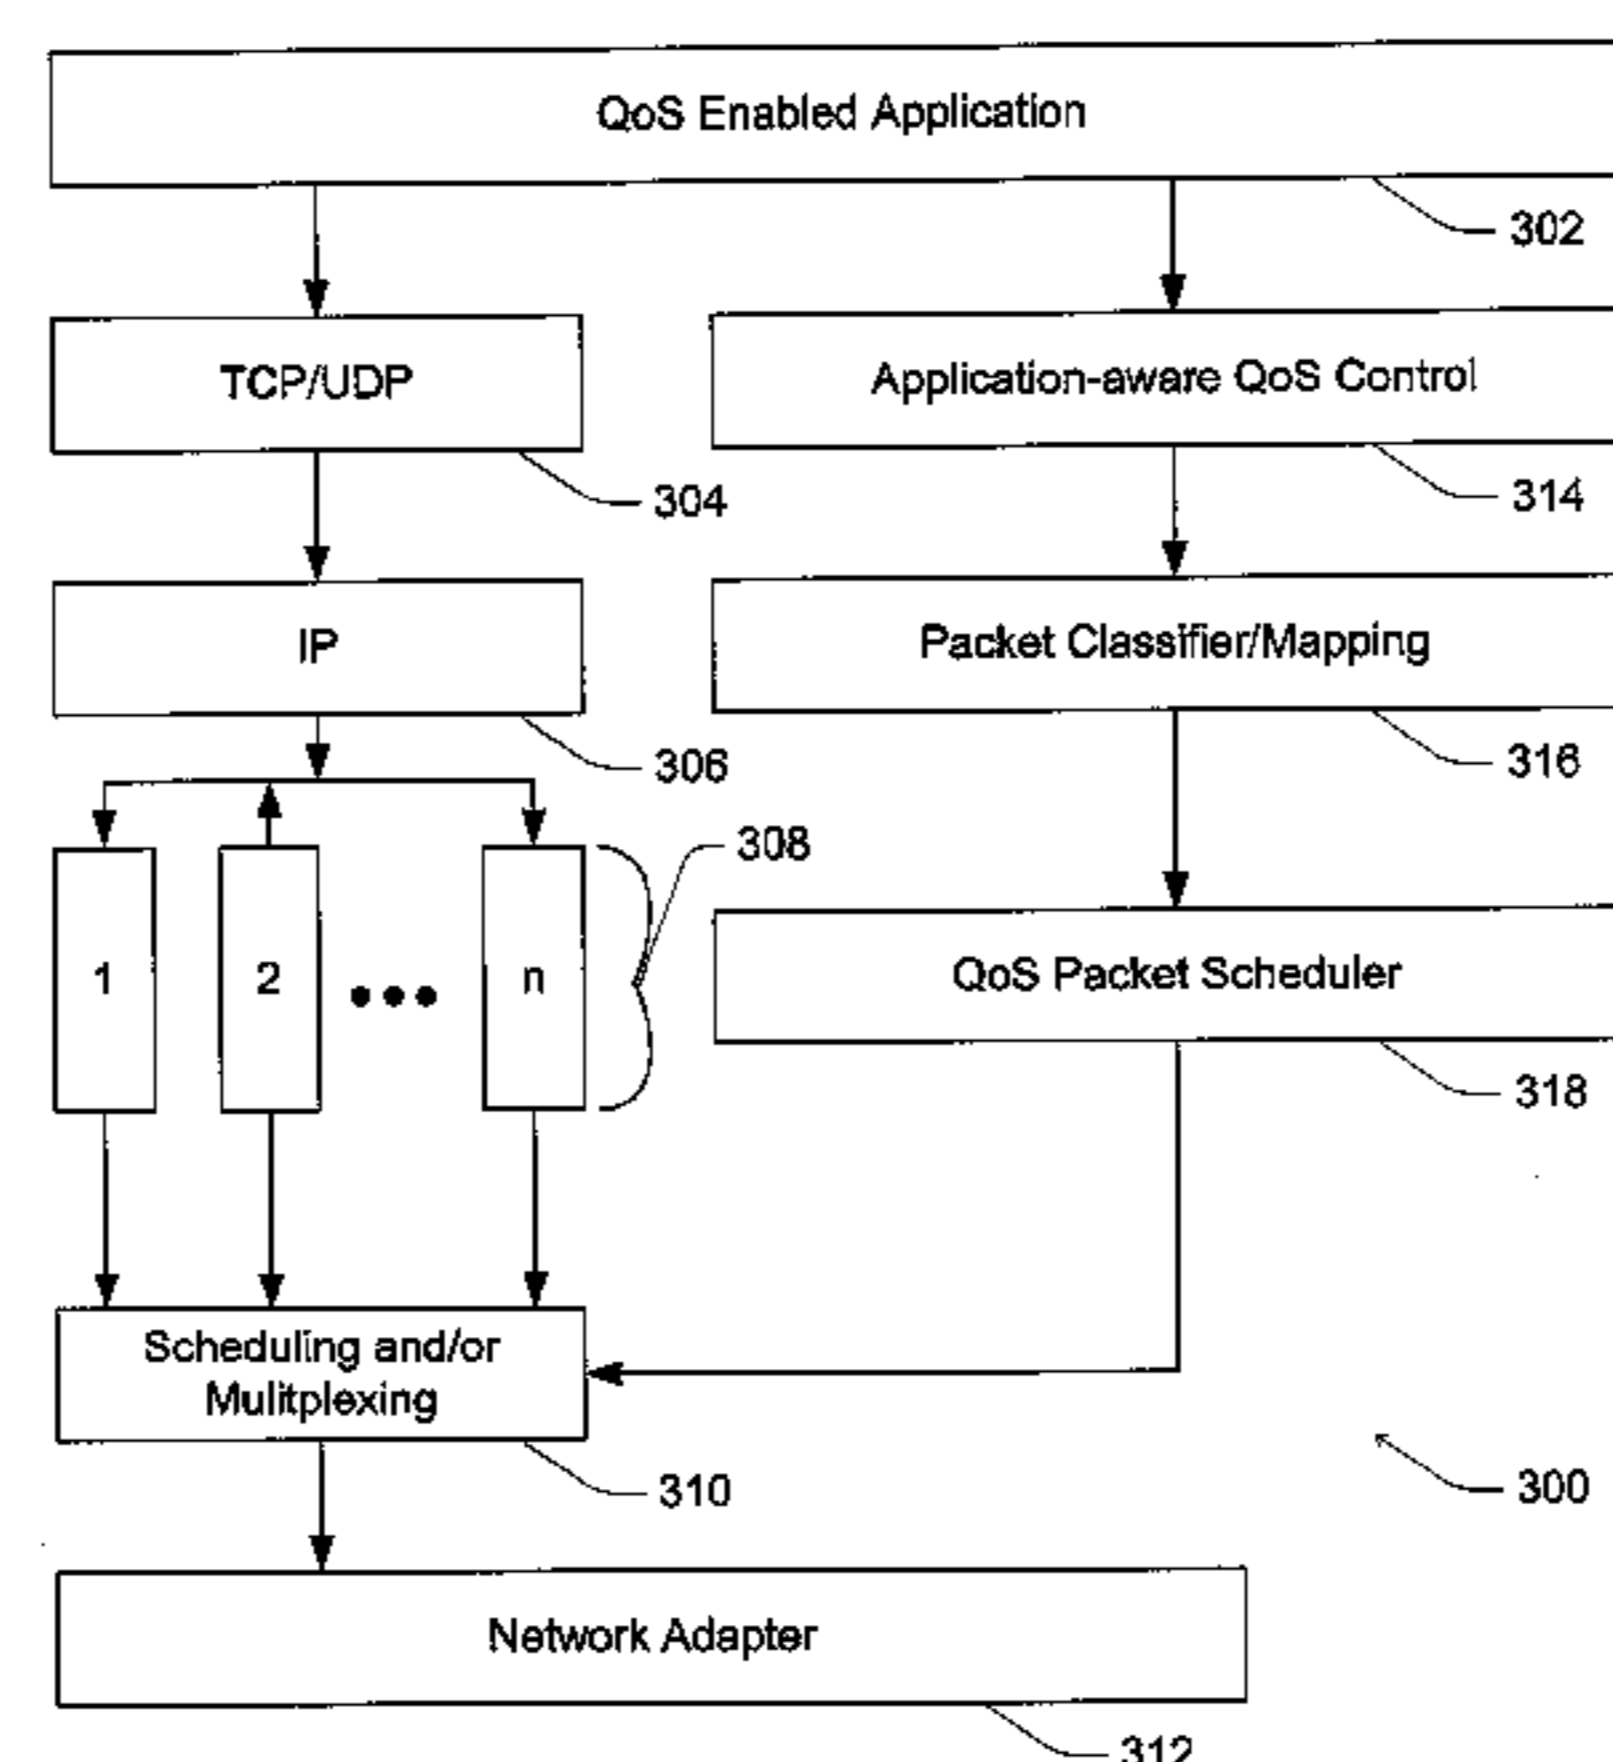 QoS Enabled Application
302
TCP/UDP
Application-aware QoS Control
304
314
IP
Packet Classifier/Mapping
306
316
308
1
2
n
QoS Packet Scheduler
318
Scheduling and/or
Mulitplexing
310
300
Network Adapter
312